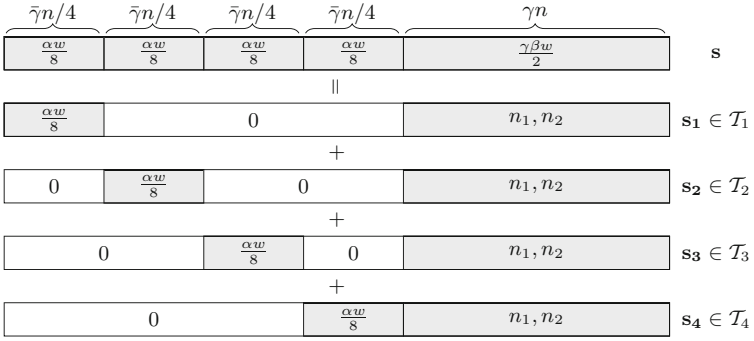 γ̄n/4 γ̄n/4 γ̄n/4 γ̄n/4 γn
αw/8 αw/8 αw/8 αw/8 γβw/2 s
=
αw/8 0 n₁, n₂ s₁ ∈ 𝒯₁
+
0 αw/8 0 n₁, n₂ s₂ ∈ 𝒯₂
+
0 αw/8 0 n₁, n₂ s₃ ∈ 𝒯₃
+
0 αw/8 n₁, n₂ s₄ ∈ 𝒯₄